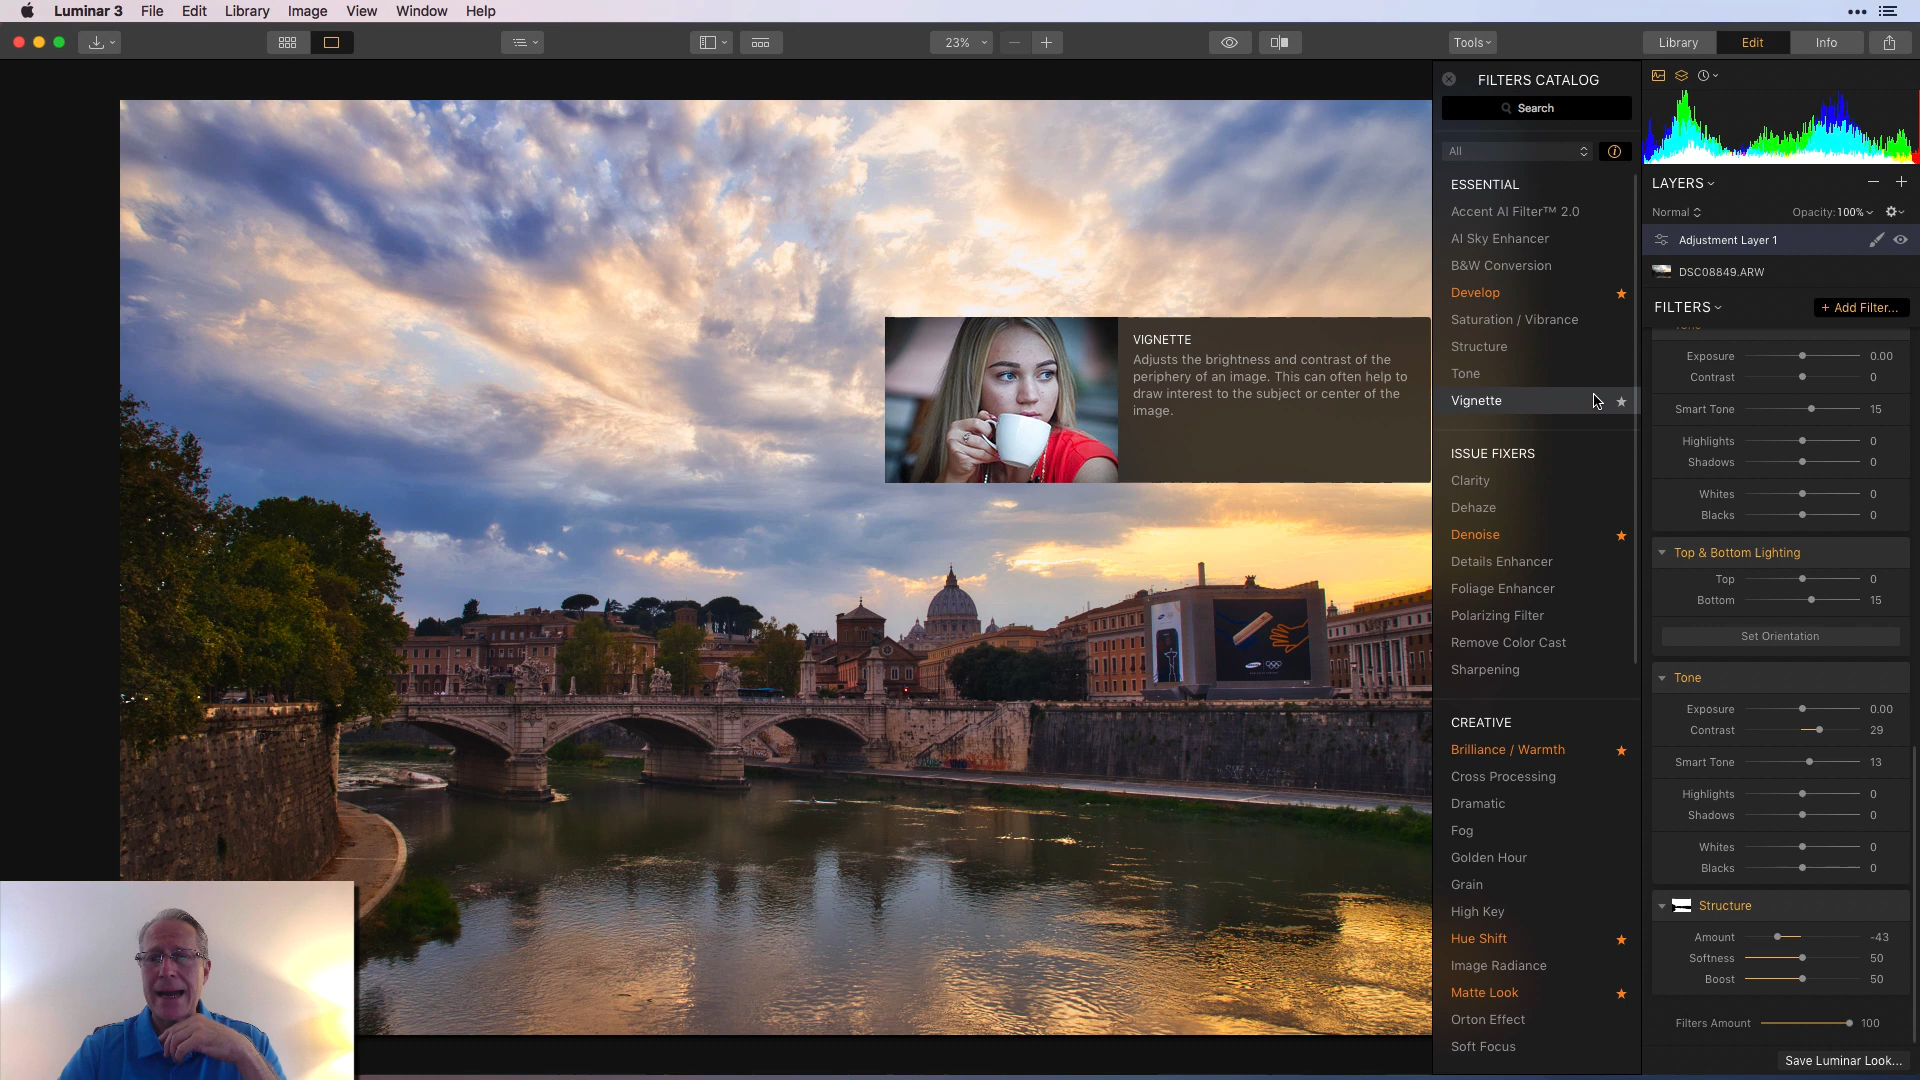 Luminar 3 File Edit Library Image View Window Help
23%
Tools
Library Edit Info
FILTERS CATALOG
Search
All
ESSENTIAL
Accent AI Filter™ 2.0
AI Sky Enhancer
B&W Conversion
Develop
Saturation / Vibrance
Structure
Tone
Vignette
ISSUE FIXERS
Clarity
Dehaze
Denoise
Details Enhancer
Foliage Enhancer
Polarizing Filter
Remove Color Cast
Sharpening
CREATIVE
Brilliance / Warmth
Cross Processing
Dramatic
Fog
Golden Hour
Grain
High Key
Hue Shift
Image Radiance
Matte Look
Orton Effect
Soft Focus
VIGNETTE
Adjusts the brightness and contrast of the
periphery of an image. This can often help to
draw interest to the subject or center of the
image.
LAYERS
Normal Opacity: 100%
Adjustment Layer 1
DSC08849.ARW
FILTERS + Add Filter...
Exposure 0.00
Contrast 0
Smart Tone 15
Highlights 0
Shadows 0
Whites 0
Blacks 0
Top & Bottom Lighting
Top 0
Bottom 15
Set Orientation
Tone
Exposure 0.00
Contrast 29
Smart Tone 13
Highlights 0
Shadows 0
Whites 0
Blacks 0
Structure
Amount -43
Softness 50
Boost 50
Filters Amount 100
Save Luminar Look...